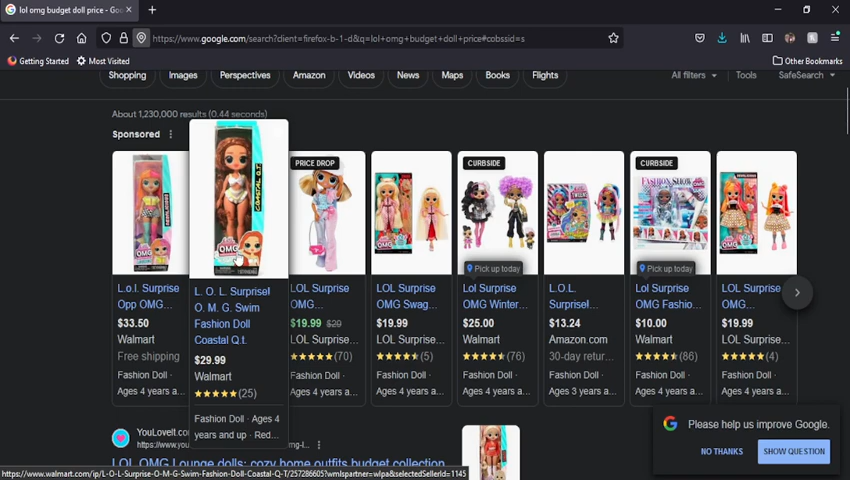 lol omg budget doll price - Goo
https://www.google.com/search?client=firefox-b-1-d&q=lol+omg+budget+doll+price#cobssid=s
Getting Started
Most Visited
Other Bookmarks
Shopping
Images
Perspectives
Amazon
Videos
News
Maps
Books
Flights
All filters
Tools
SafeSearch
About 1,230,000 results (0.44 seconds)
Sponsored
L.o.l. Surprise
Opp OMG...
$33.50
Walmart
Free shipping
Fashion Doll ·
Ages 4 years a...
COASTAL Q.T.
OMG
L. O. L. Surprise!
O. M. G. Swim
Fashion Doll
Coastal Q.t.
$29.99
Walmart
(25)
Fashion Doll · Ages 4
years and up · Red...
PRICE DROP
LOL Surprise
OMG...
$19.99 $29
LOL Surprise...
(70)
Fashion Doll ·
Ages 4 years a...
LOL Surprise
OMG Swag...
$19.99
LOL Surprise...
(5)
Fashion Doll ·
Ages 4 years a...
CURBSIDE
Pick up today
Lol Surprise
OMG Winter...
$25.00
Walmart
(76)
Fashion Doll ·
Ages 4 years a...
L.O.L.
Surprise!...
$13.24
Amazon.com
30-day retur...
Fashion Doll ·
Ages 3 years a...
CURBSIDE
FASHION SHOW
Pick up today
Lol Surprise
OMG Fashio...
$10.00
Walmart
(86)
Fashion Doll ·
Ages 4 years a...
LOL Surprise
OMG...
$19.99
LOL Surprise...
(4)
Fashion Doll ·
Ages 4 years a...
YouLoveIt.co
https://www.yo
LOL OMG Lounge dolls: cozy home outfits budget collection
Please help us improve Google.
NO THANKS
SHOW QUESTION
https://www.walmart.com/ip/L-O-L-Surprise-O-M-G-Swim-Fashion-Doll-Coastal-Q-T/257286605?wmlspartner=wlpa&selectedSellerId=1145